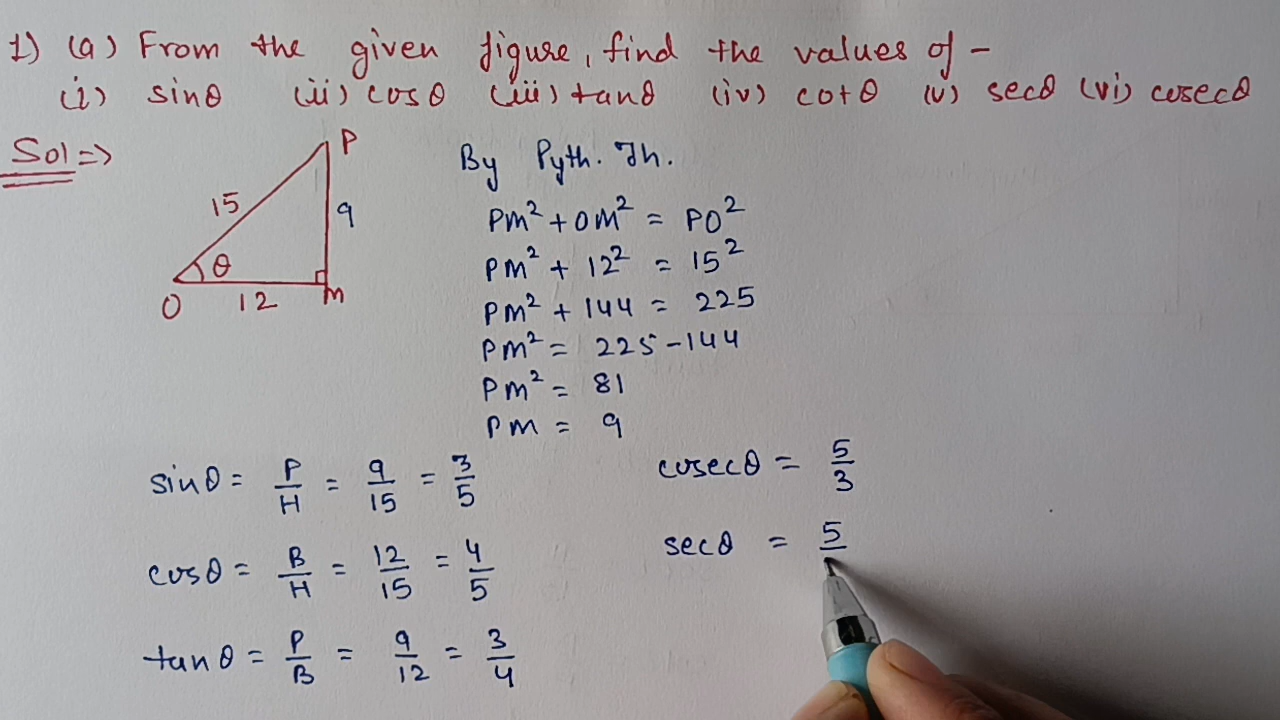 1) (a) From the given figure, find the values of -
(i) sinθ (ii) cosθ (iii) tanθ (iv) cotθ (v) secθ (vi) cosecθ
Sol =>
P
15
9
θ
O
12
M
By Pyth. Th.
PM² + OM² = PO²
PM² + 12² = 15²
PM² + 144 = 225
PM² = 225 - 144
PM² = 81
PM = 9
sinθ = P/H = 9/15 = 3/5
cosθ = B/H = 12/15 = 4/5
tanθ = P/B = 9/12 = 3/4
cosecθ = 5/3
secθ = 5/